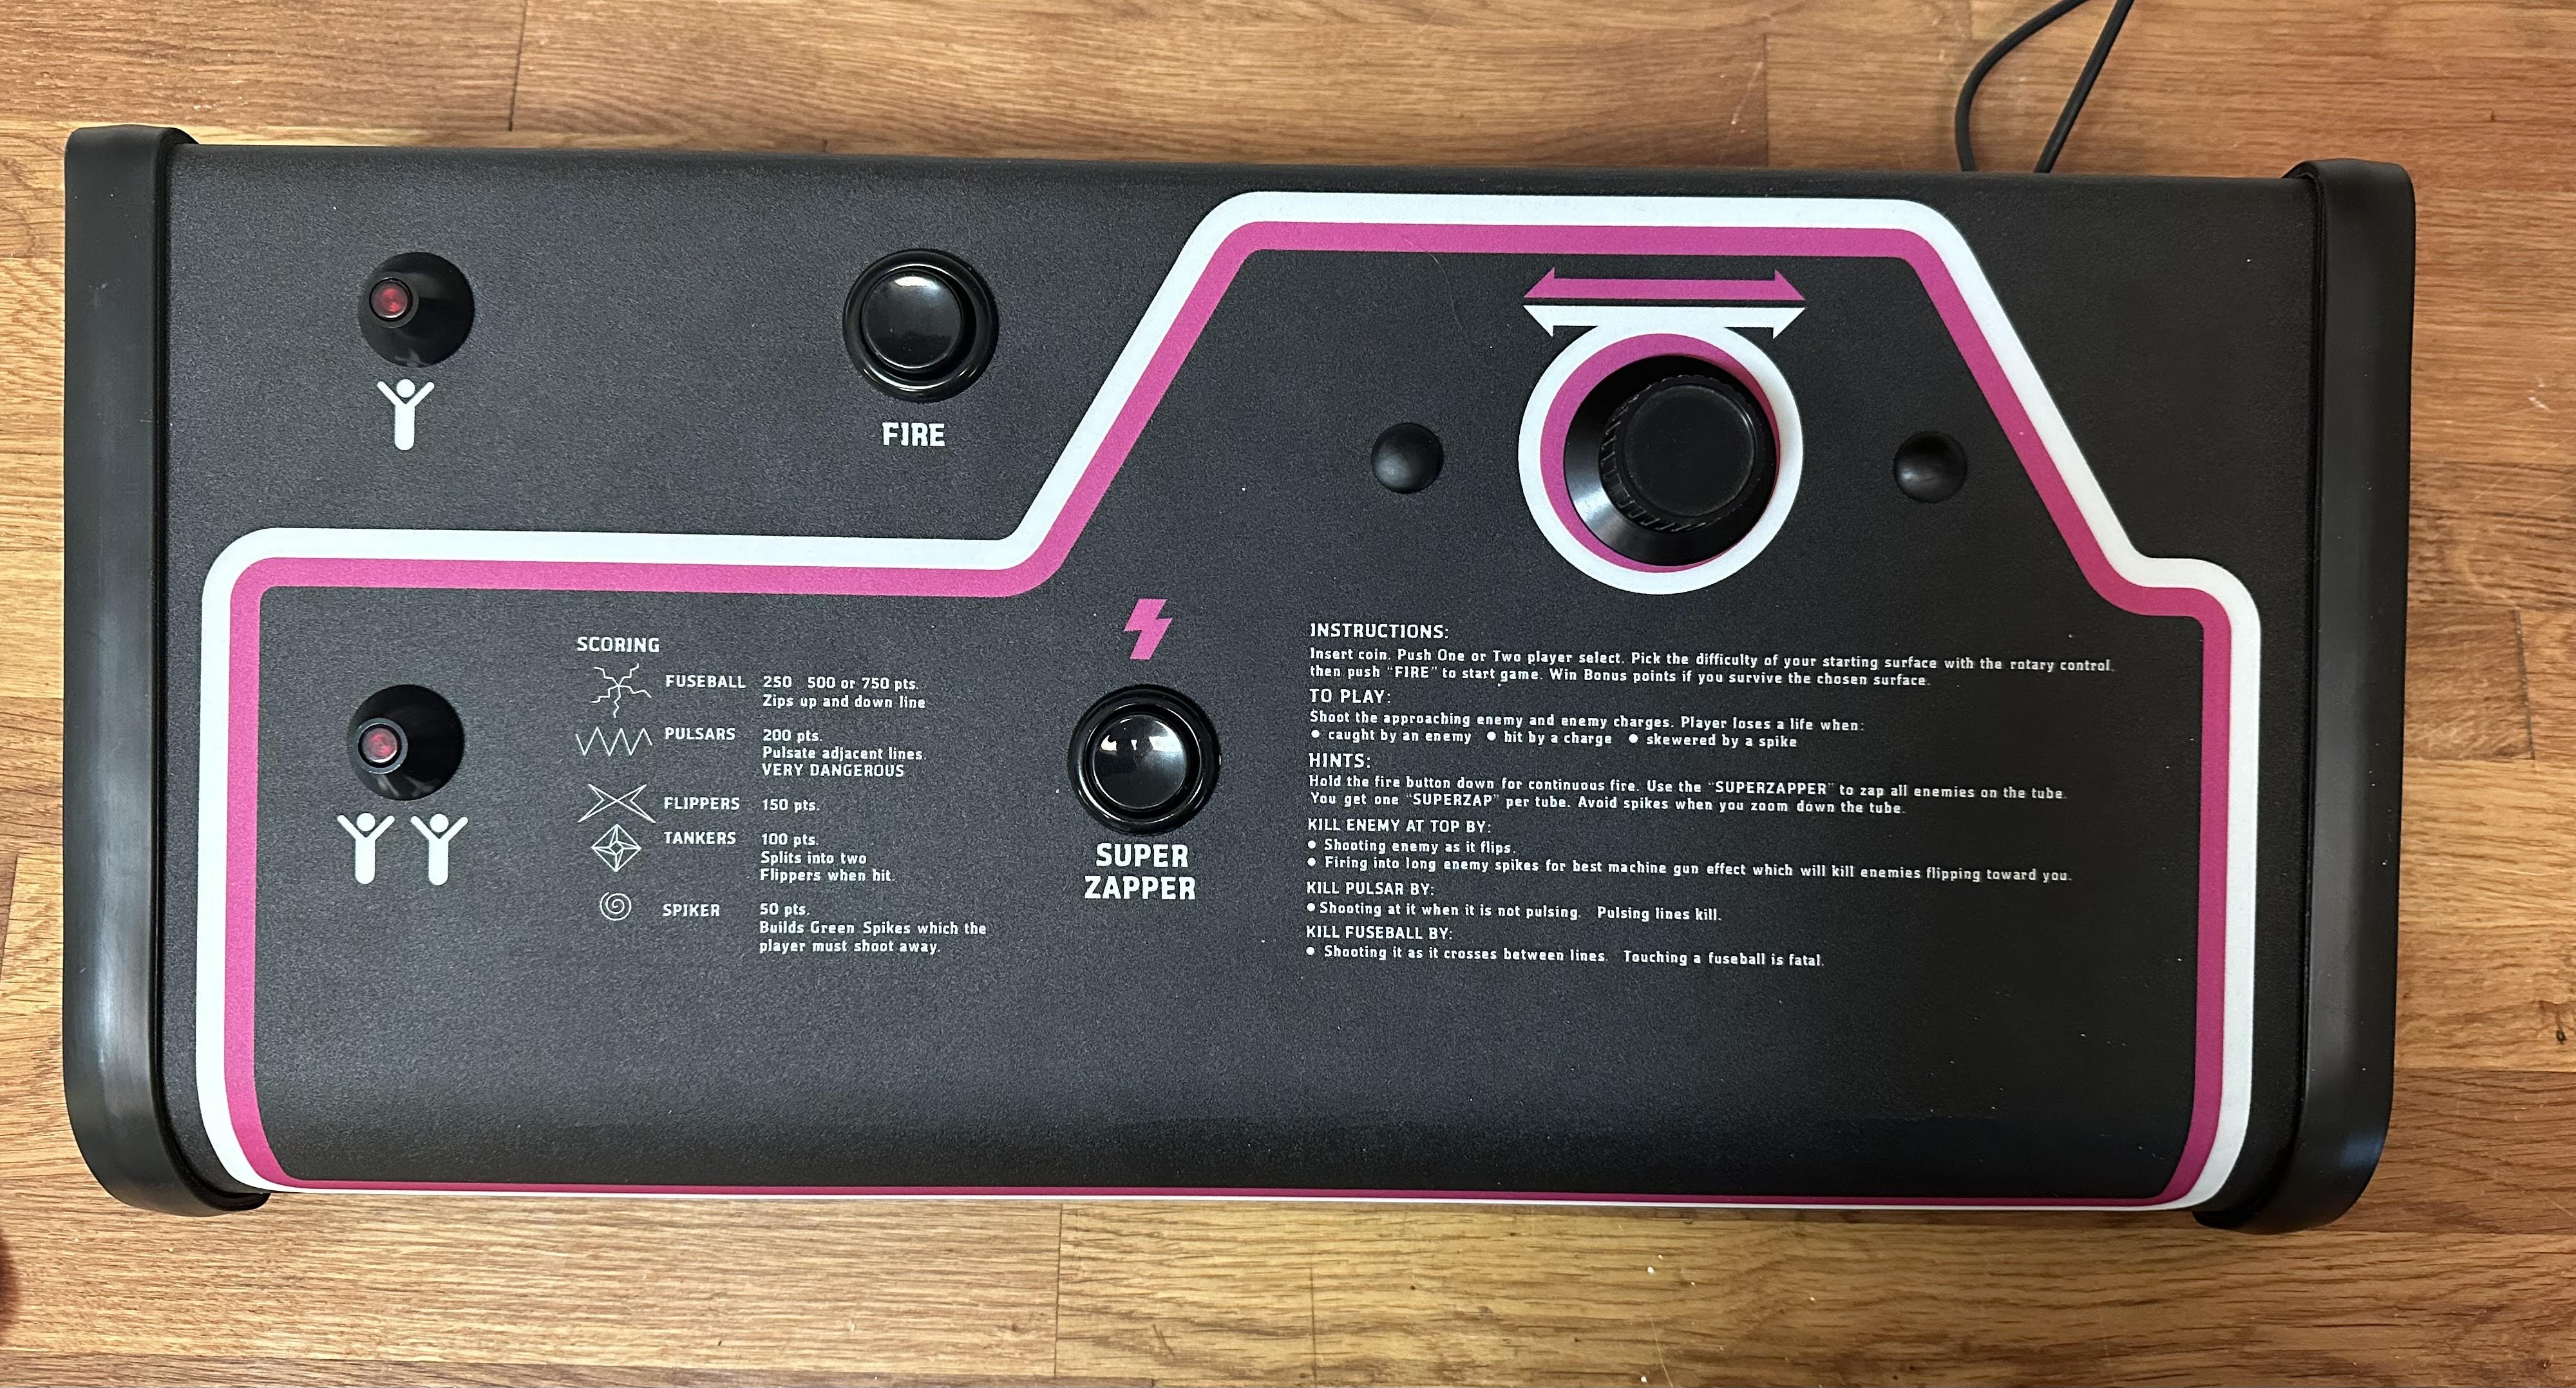 FIRE
SCORING
FUSEBALL 250 500 or 750 pts.
Zips up and down line
PULSARS 200 pts.
Pulsate adjacent lines.
VERY DANGEROUS
FLIPPERS 150 pts.
TANKERS 100 pts.
Splits into two
Flippers when hit.
SPIKER 50 pts.
Builds Green Spikes which the
player must shoot away.
SUPER
ZAPPER
INSTRUCTIONS:
Insert coin. Push One or Two player select. Pick the difficulty of your starting surface with the rotary control,
then push "FIRE" to start game. Win Bonus points if you survive the chosen surface.
TO PLAY:
Shoot the approaching enemy and enemy charges. Player loses a life when:
● caught by an enemy ● hit by a charge ● skewered by a spike
HINTS:
Hold the fire button down for continuous fire. Use the "SUPERZAPPER" to zap all enemies on the tube.
You get one "SUPERZAP" per tube. Avoid spikes when you zoom down the tube.
KILL ENEMY AT TOP BY:
● Shooting enemy as it flips.
● Firing into long enemy spikes for best machine gun effect which will kill enemies flipping toward you.
KILL PULSAR BY:
● Shooting at it when it is not pulsing. Pulsing lines kill.
KILL FUSEBALL BY:
● Shooting it as it crosses between lines. Touching a fuseball is fatal.